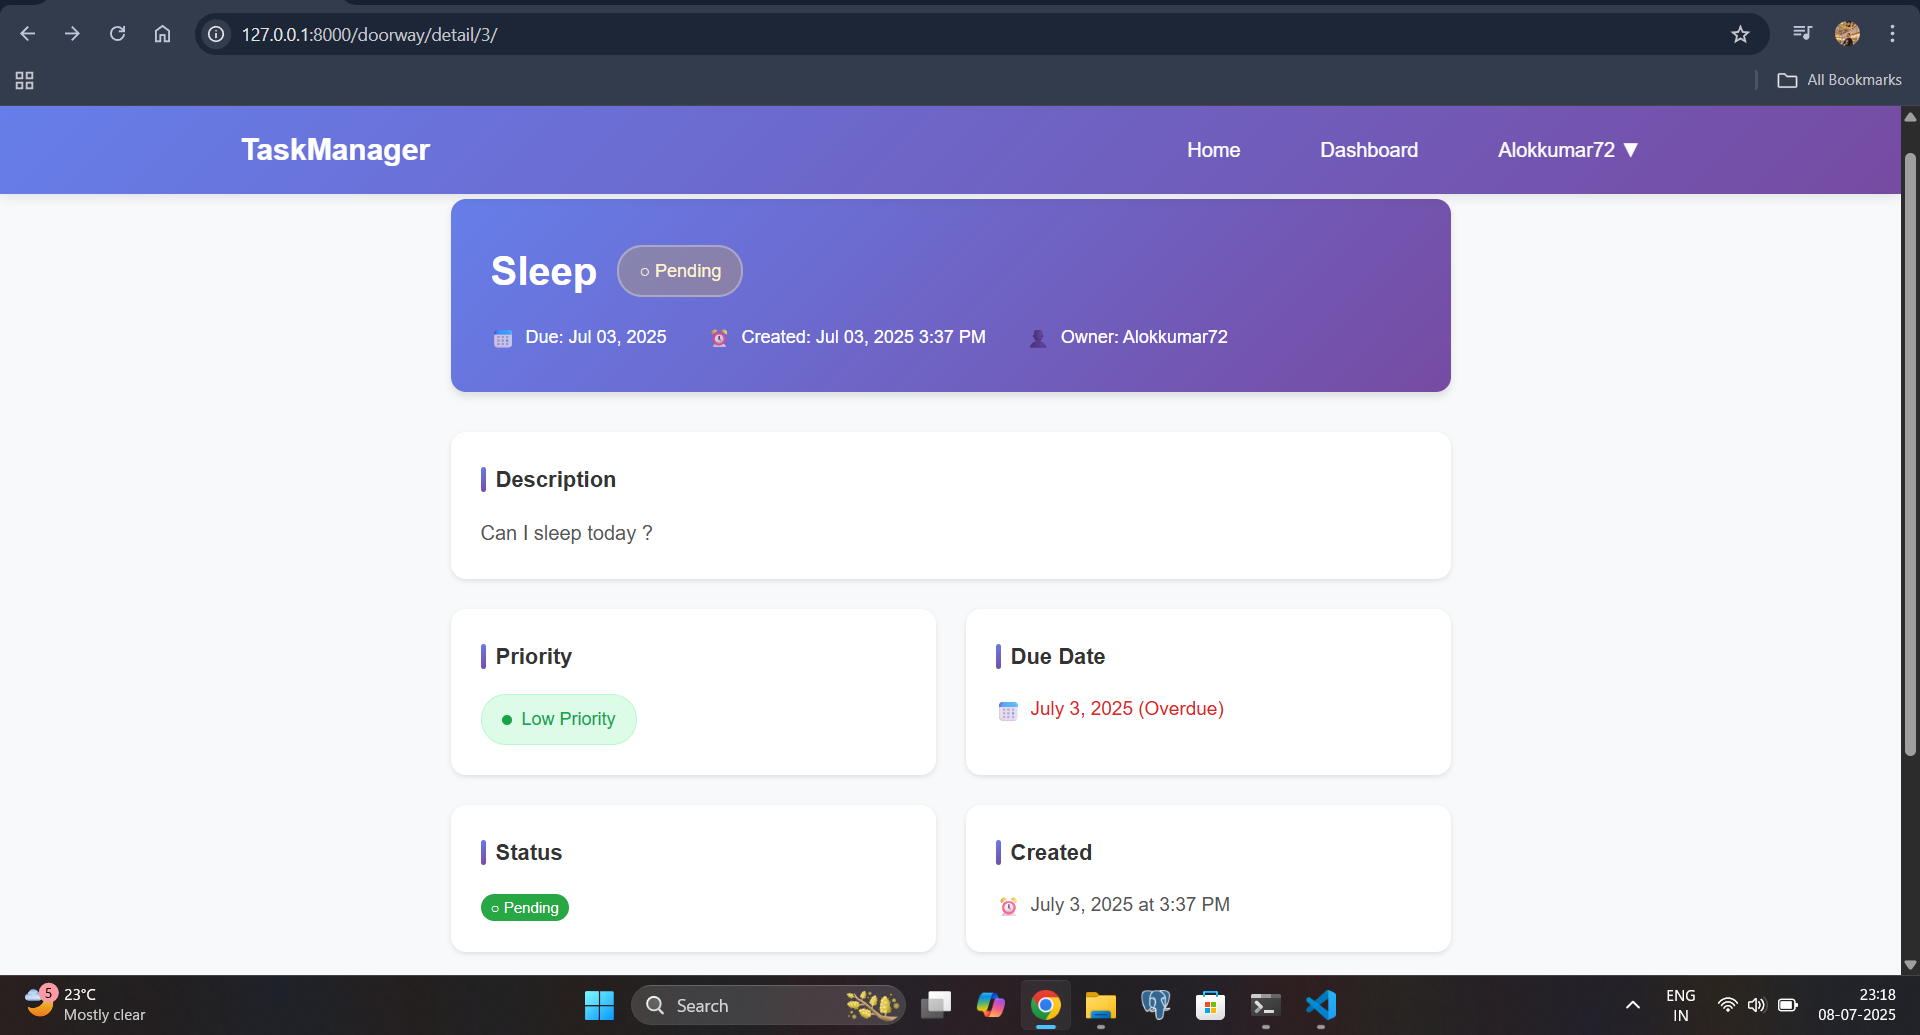 127.0.0.1:8000/doorway/detail/3/
All Bookmarks
TaskManager
Home
Dashboard
Alokkumar72 ▼
Sleep
○ Pending
Due: Jul 03, 2025
Created: Jul 03, 2025 3:37 PM
Owner: Alokkumar72
Description
Can I sleep today ?
Priority
● Low Priority
Due Date
July 3, 2025 (Overdue)
Status
○ Pending
Created
July 3, 2025 at 3:37 PM
5
23°C
Mostly clear
Search
ENG
IN
23:18
08-07-2025